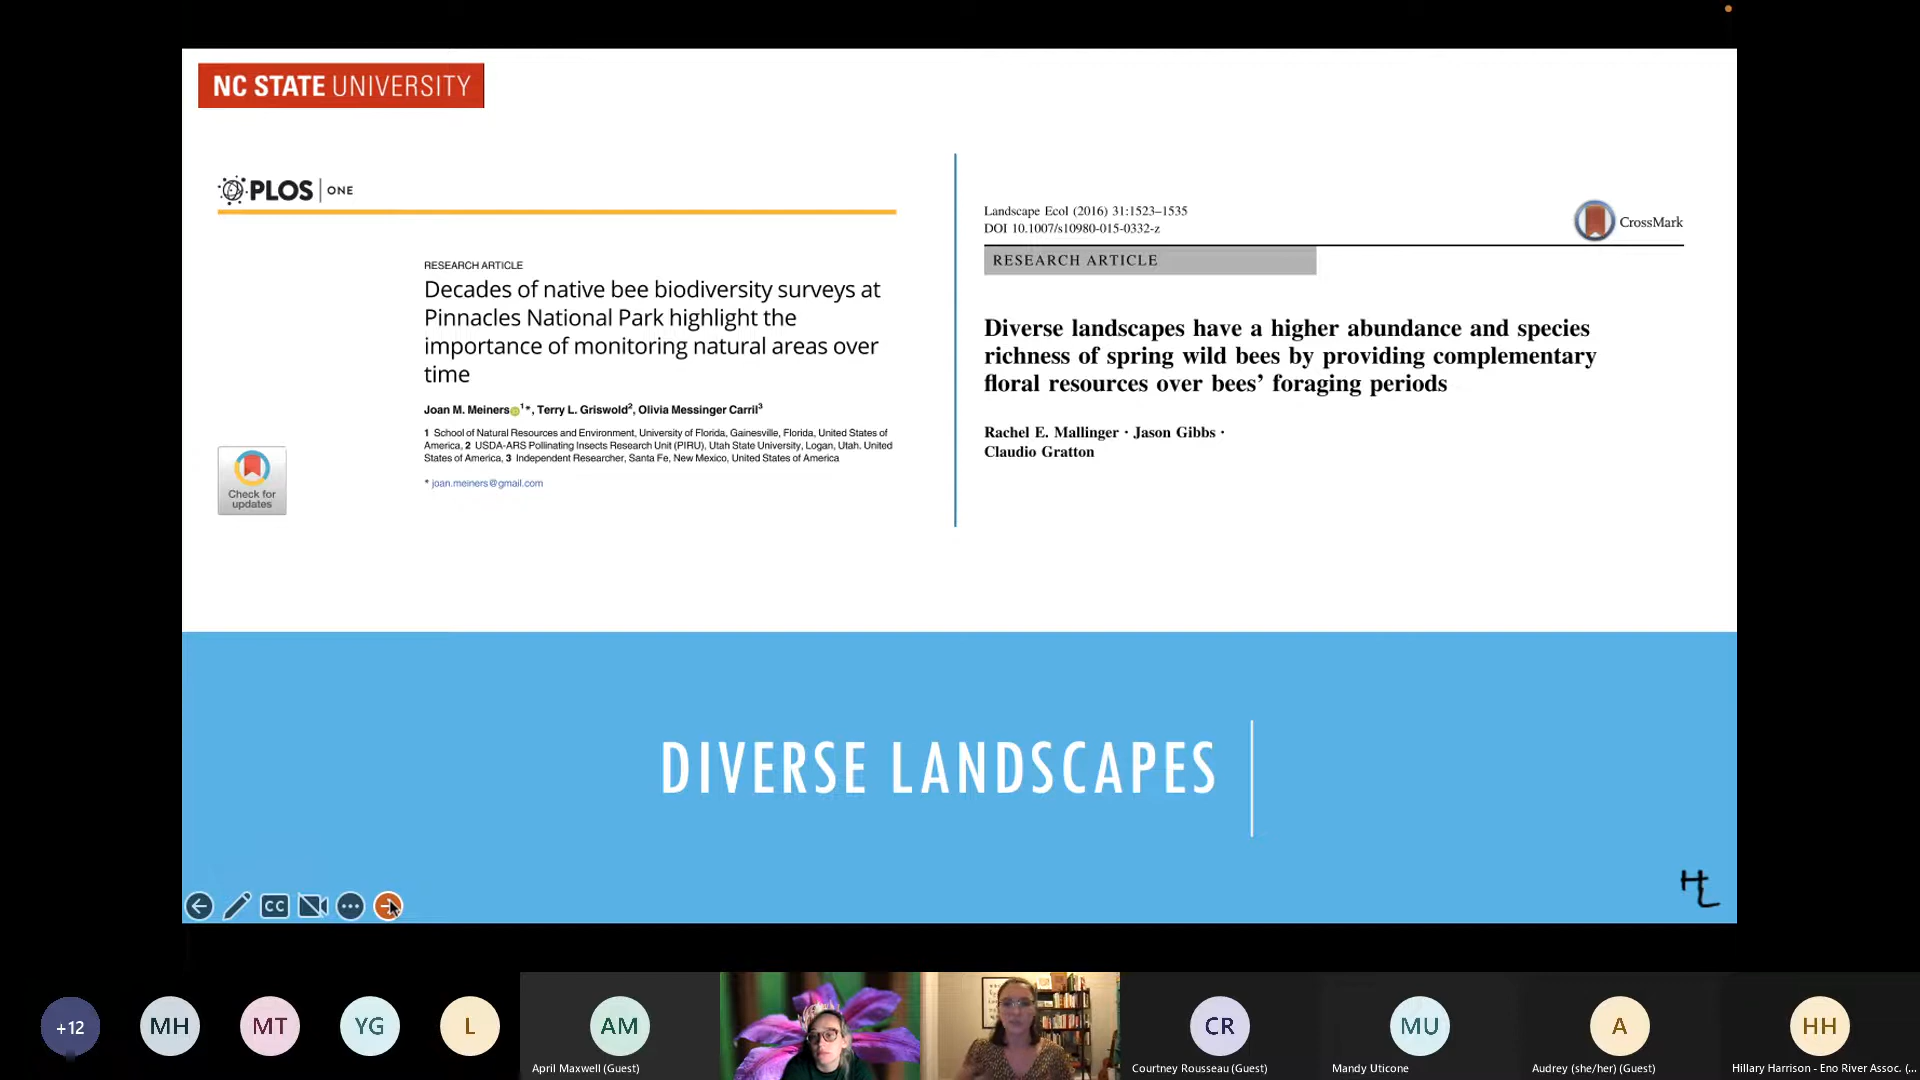 NC STATE UNIVERSITY
PLOS ONE
RESEARCH ARTICLE
Decades of native bee biodiversity surveys at
Pinnacles National Park highlight the
importance of monitoring natural areas over
time
Joan M. Meiners 1*, Terry L. Griswold2, Olivia Messinger Carril3
1 School of Natural Resources and Environment, University of Florida, Gainesville, Florida, United States of
America, 2 USDA-ARS Pollinating Insects Research Unit (PIRU), Utah State University, Logan, Utah. United
States of America, 3 Independent Researcher, Santa Fe, New Mexico, United States of America
* joan.meiners@gmail.com
Check for
updates
Landscape Ecol (2016) 31:1523–1535
DOI 10.1007/s10980-015-0332-z
CrossMark
RESEARCH ARTICLE
Diverse landscapes have a higher abundance and species
richness of spring wild bees by providing complementary
floral resources over bees’ foraging periods
Rachel E. Mallinger · Jason Gibbs ·
Claudio Gratton
DIVERSE LANDSCAPES
HL
CC
+12
MH
MT
YG
L
AM
April Maxwell (Guest)
CR
Courtney Rousseau (Guest)
MU
Mandy Uticone
A
Audrey (she/her) (Guest)
HH
Hillary Harrison - Eno River Assoc. (...